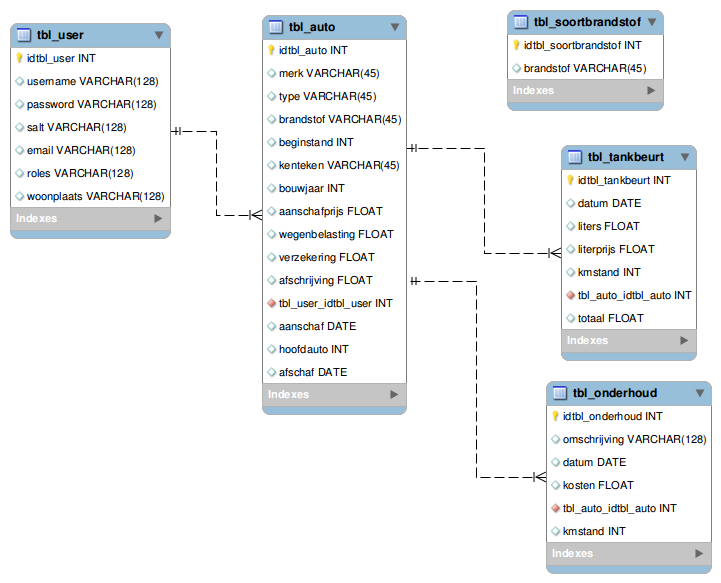 tbl_user
idtbl_user INT
username VARCHAR(128)
password VARCHAR(128)
salt VARCHAR(128)
email VARCHAR(128)
roles VARCHAR(128)
woonplaats VARCHAR(128)
Indexes
tbl_auto
idtbl_auto INT
merk VARCHAR(45)
type VARCHAR(45)
brandstof VARCHAR(45)
beginstand INT
kenteken VARCHAR(45)
bouwjaar INT
aanschafprijs FLOAT
wegenbelasting FLOAT
verzekering FLOAT
afschrijving FLOAT
tbl_user_idtbl_user INT
aanschaf DATE
hoofdauto INT
afschaf DATE
Indexes
tbl_soortbrandstof
idtbl_soortbrandstof INT
brandstof VARCHAR(45)
Indexes
tbl_tankbeurt
idtbl_tankbeurt INT
datum DATE
liters FLOAT
literprijs FLOAT
kmstand INT
tbl_auto_idtbl_auto INT
totaal FLOAT
Indexes
tbl_onderhoud
idtbl_onderhoud INT
omschrijving VARCHAR(128)
datum DATE
kosten FLOAT
tbl_auto_idtbl_auto INT
kmstand INT
Indexes